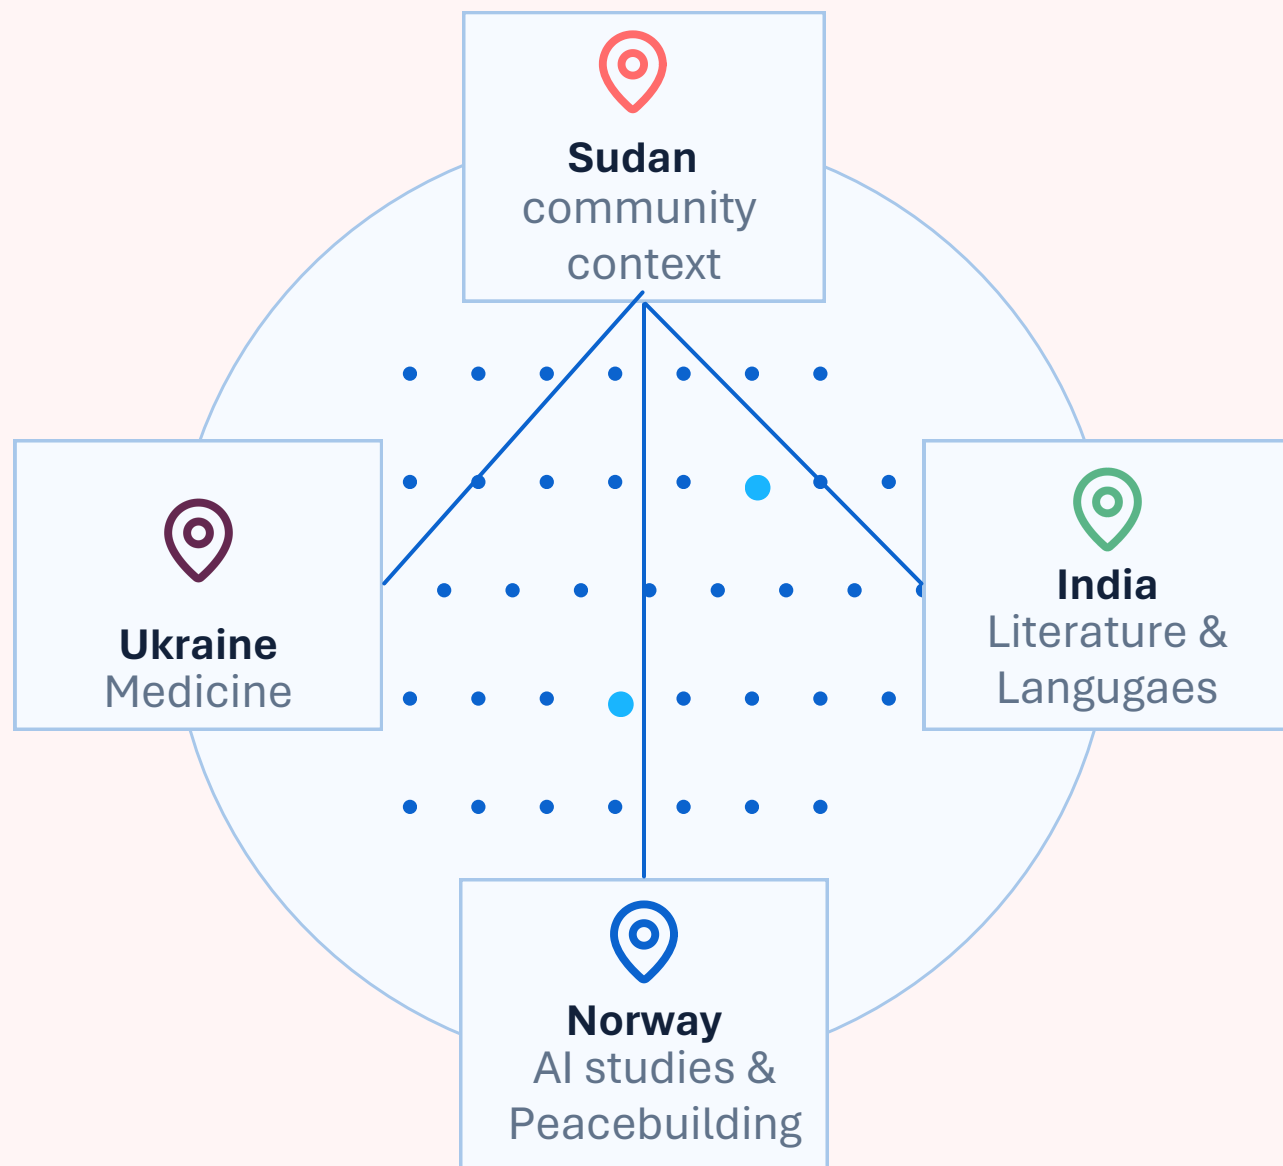 Sudan
community
context
Ukraine
Medicine
India
Literature &
Langugaes
Norway
AI studies &
Peacebuilding